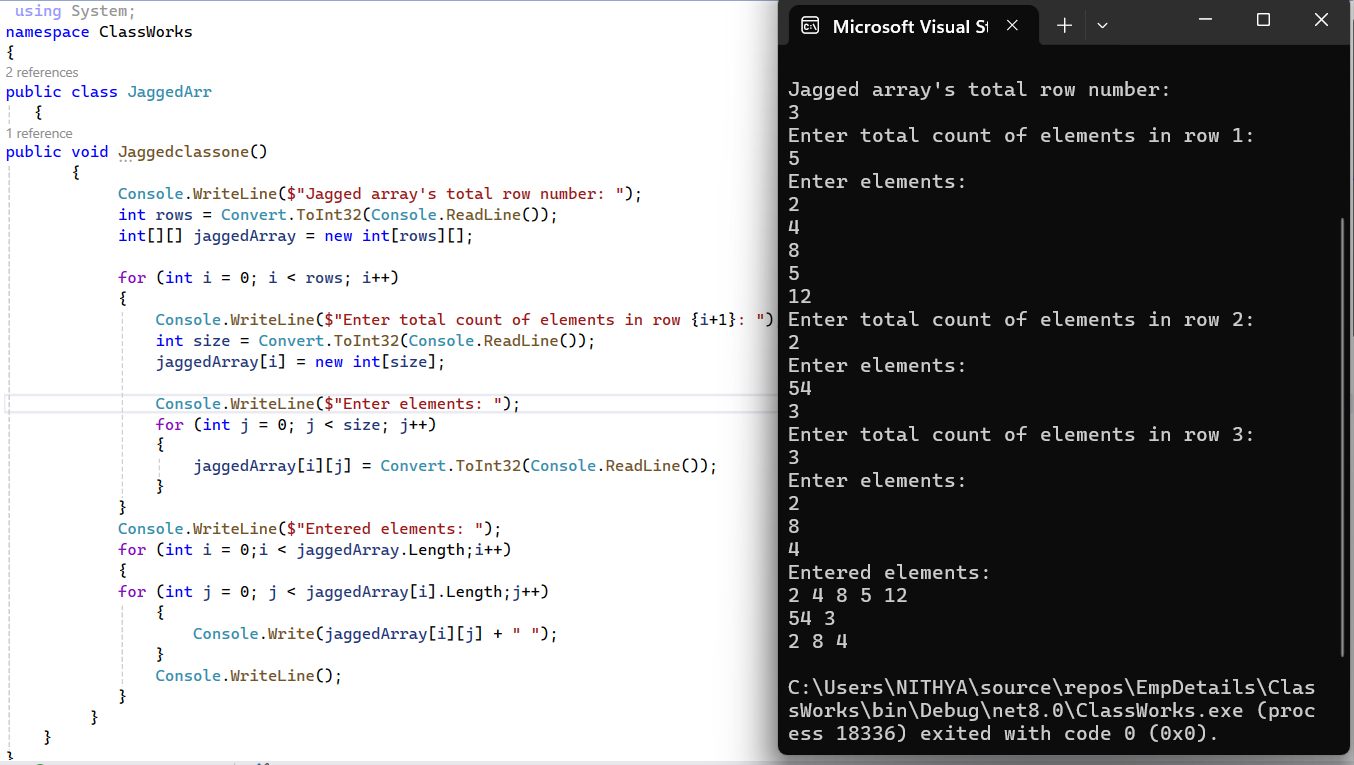 using System;
namespace ClassWorks
{
2 references
public class JaggedArr
{
1 reference
public void Jaggedclassone()
{
Console.WriteLine($"Jagged array's total row number: ");
int rows = Convert.ToInt32(Console.ReadLine());
int[][] jaggedArray = new int[rows][];
for (int i = 0; i < rows; i++)
{
Console.WriteLine($"Enter total count of elements in row {i+1}: ")
int size = Convert.ToInt32(Console.ReadLine());
jaggedArray[i] = new int[size];
Console.WriteLine($"Enter elements: ");
for (int j = 0; j < size; j++)
{
jaggedArray[i][j] = Convert.ToInt32(Console.ReadLine());
}
}
Console.WriteLine($"Entered elements: ");
for (int i = 0;i < jaggedArray.Length;i++)
{
for (int j = 0; j < jaggedArray[i].Length;j++)
{
Console.Write(jaggedArray[i][j] + " ");
}
Console.WriteLine();
}
}
}
}
Microsoft Visual St
Jagged array's total row number:
3
Enter total count of elements in row 1:
5
Enter elements:
2
4
8
5
12
Enter total count of elements in row 2:
2
Enter elements:
54
3
Enter total count of elements in row 3:
3
Enter elements:
2
8
4
Entered elements:
2 4 8 5 12
54 3
2 8 4
C:\Users\NITHYA\source\repos\EmpDetails\Clas
sWorks\bin\Debug\net8.0\ClassWorks.exe (proc
ess 18336) exited with code 0 (0x0).